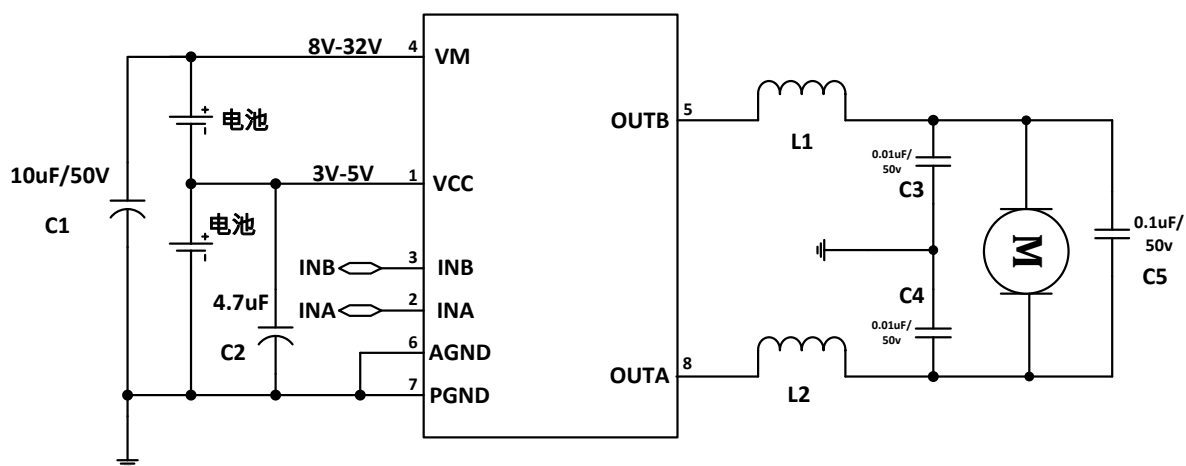 8V-32V
4
VM
电池
10uF/50V
C1
3V-5V
1
VCC
电池
INB
3
INB
INA
2
INA
4.7uF
C2
6
AGND
7
PGND
OUTB
5
L1
0.01uF/
50v
C3
M
0.1uF/
50v
C5
C4
0.01uF/
50v
OUTA
8
L2